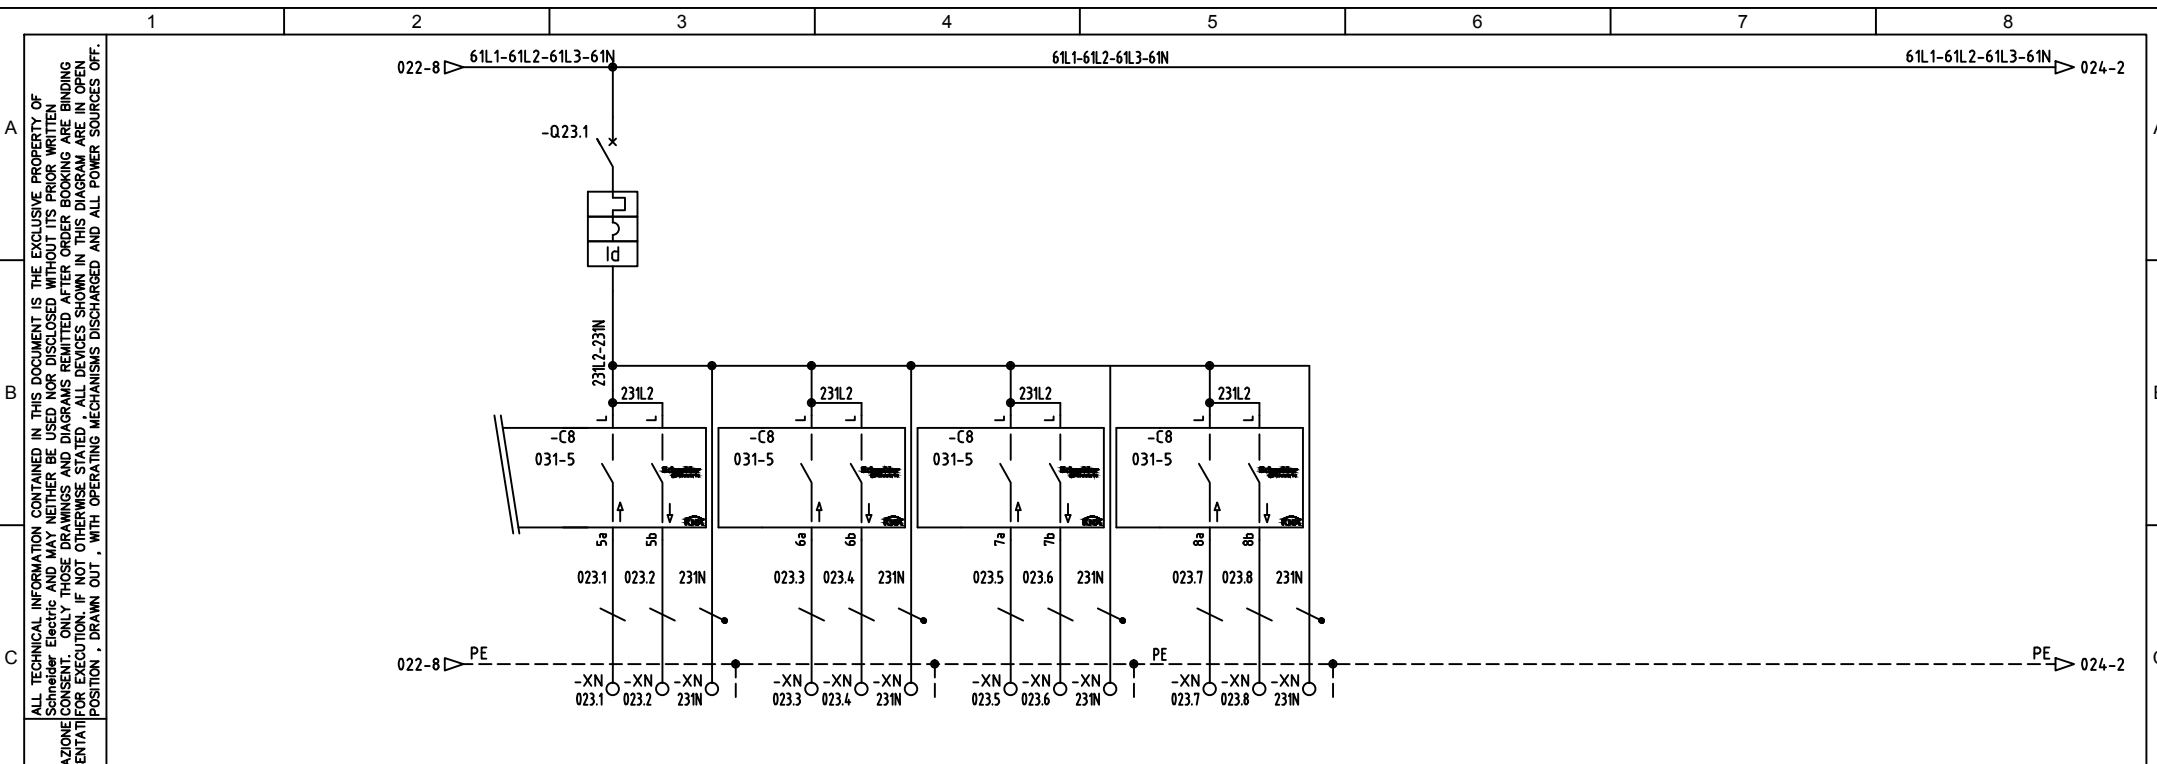 1 2 3 4 5 6 7 8
A
B
C
ALL TECHNICAL INFORMATION CONTAINED IN THIS DOCUMENT IS THE EXCLUSIVE PROPERTY OF
Schneider Electric AND MAY NEITHER BE USED NOR DISCLOSED WITHOUT ITS PRIOR WRITTEN
CONSENT. ONLY THOSE DRAWINGS AND DIAGRAMS REMITTED AFTER ORDER BOOKING ARE BINDING
FOR EXECUTION. IF NOT OTHERWISE STATED , ALL DEVICES SHOWN IN THIS DIAGRAM ARE IN OPEN
POSITION , DRAWN OUT , WITH OPERATING MECHANISMS DISCHARGED AND ALL POWER SOURCES OFF.
AZIONE
ENTATI
022-8 61L1-61L2-61L3-61N 61L1-61L2-61L3-61N 61L1-61L2-61L3-61N 024-2
-Q23.1
Id
231L2-231N
231L2 231L2 231L2 231L2
L L L L L L L L
-C8 -C8 -C8 -C8
031-5 031-5 031-5 031-5
5a 5b 6a 6b 7a 7b 8a 8b
023.1 023.2 231N 023.3 023.4 231N 023.5 023.6 231N 023.7 023.8 231N
022-8 PE PE PE 024-2
-XN -XN -XN -XN -XN -XN -XN -XN -XN -XN -XN -XN
023.1 023.2 231N 023.3 023.4 231N 023.5 023.6 231N 023.7 023.8 231N